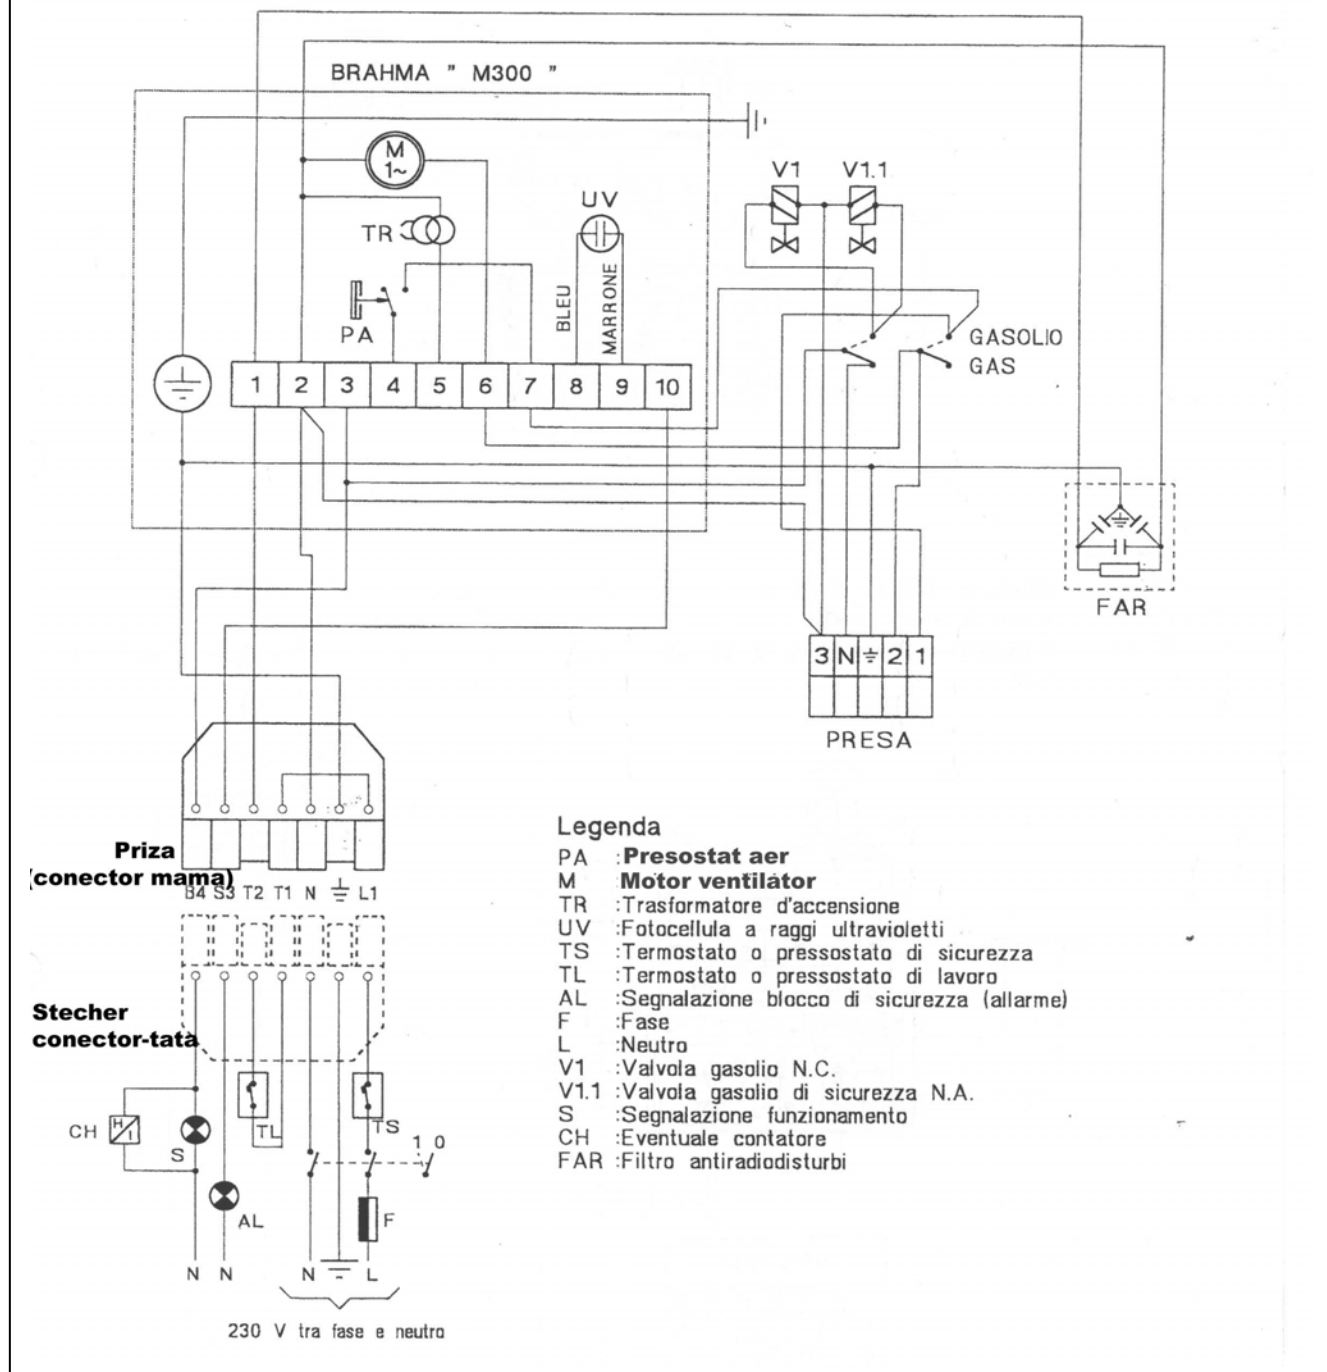 BRAHMA " M300 "
M
1~
V1 V1.1
UV
TR
BLEU
MARRONE
PA
GASOLIO
GAS
1 2 3 4 5 6 7 8 9 10
FAR
3 N 2 1
PRESA
Priza
(conector mama)
B4 S3 T2 T1 N L1
Stecher
conector-tata
CH
H
I
S
TL
TS
1 0
AL
F
N N N L
230 V tra fase e neutro
Legenda
PA :Presostat aer
M :Motor ventilator
TR :Trasformatore d'accensione
UV :Fotocellula a raggi ultravioletti
TS :Termostato o pressostato di sicurezza
TL :Termostato o pressostato di lavoro
AL :Segnalazione blocco di sicurezza (allarme)
F :Fase
L :Neutro
V1 :Valvola gasolio N.C.
V1.1 :Valvola gasolio di sicurezza N.A.
S :Segnalazione funzionamento
CH :Eventuale contatore
FAR :Filtro antiradiodisturbi